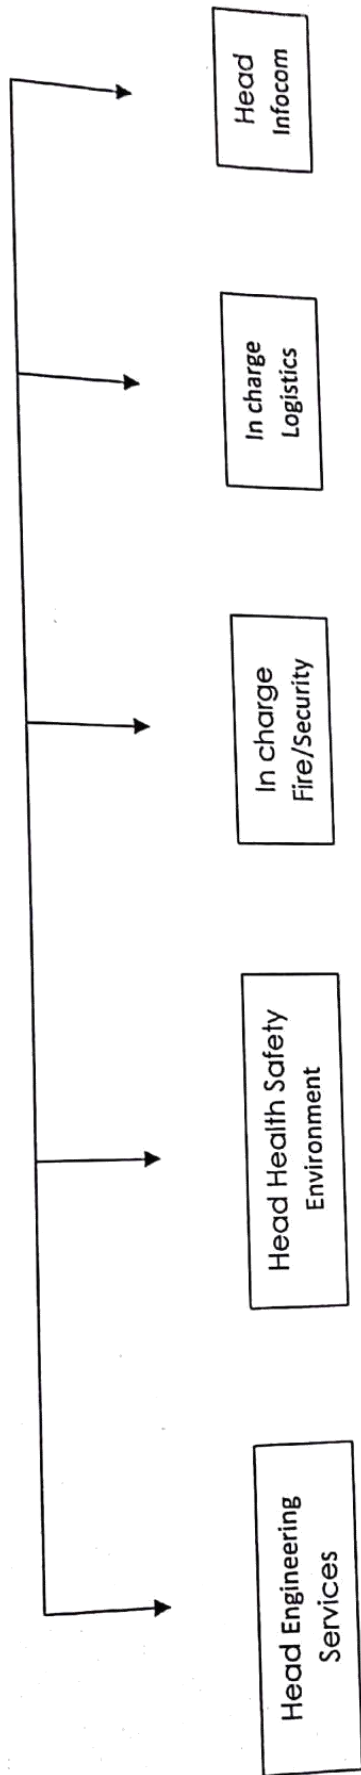 Head Engineering
Services
Head Health Safety
Environment
In charge
Fire/Security
In charge
Logistics
Head
Infocom